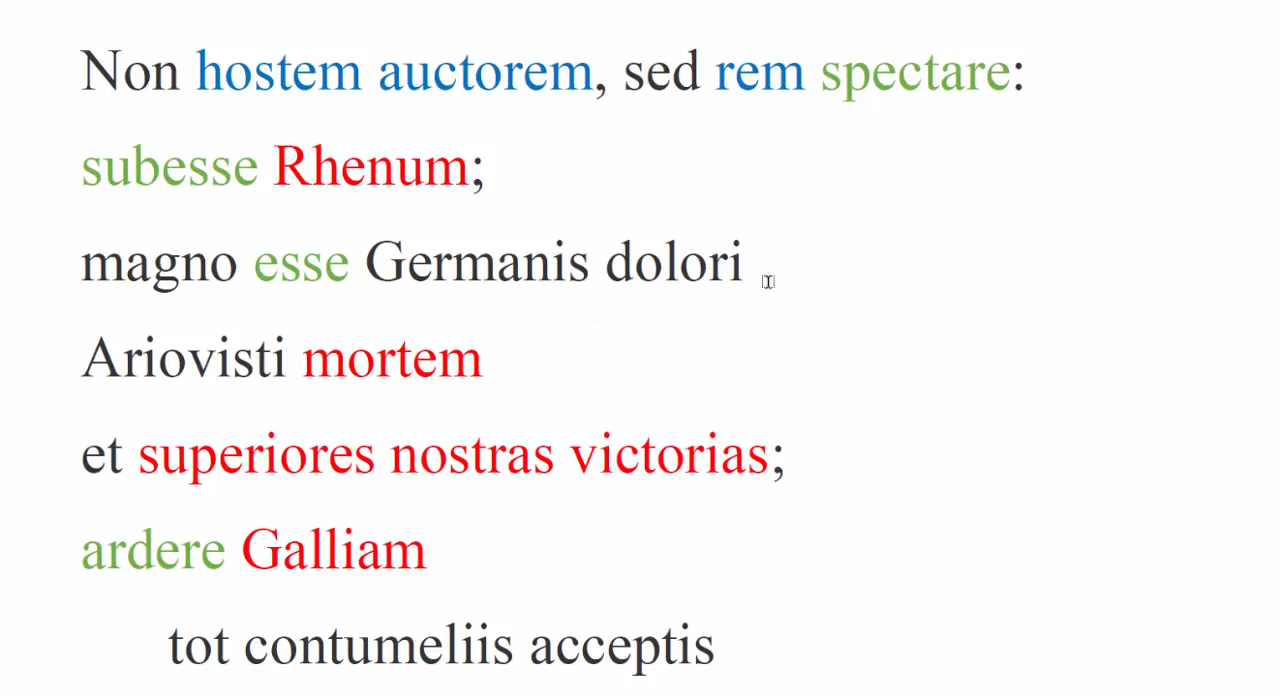 Non hostem auctorem, sed rem spectare:
subesse Rhenum;
magno esse Germanis dolori
Ariovisti mortem
et superiores nostras victorias;
ardere Galliam
tot contumeliis acceptis